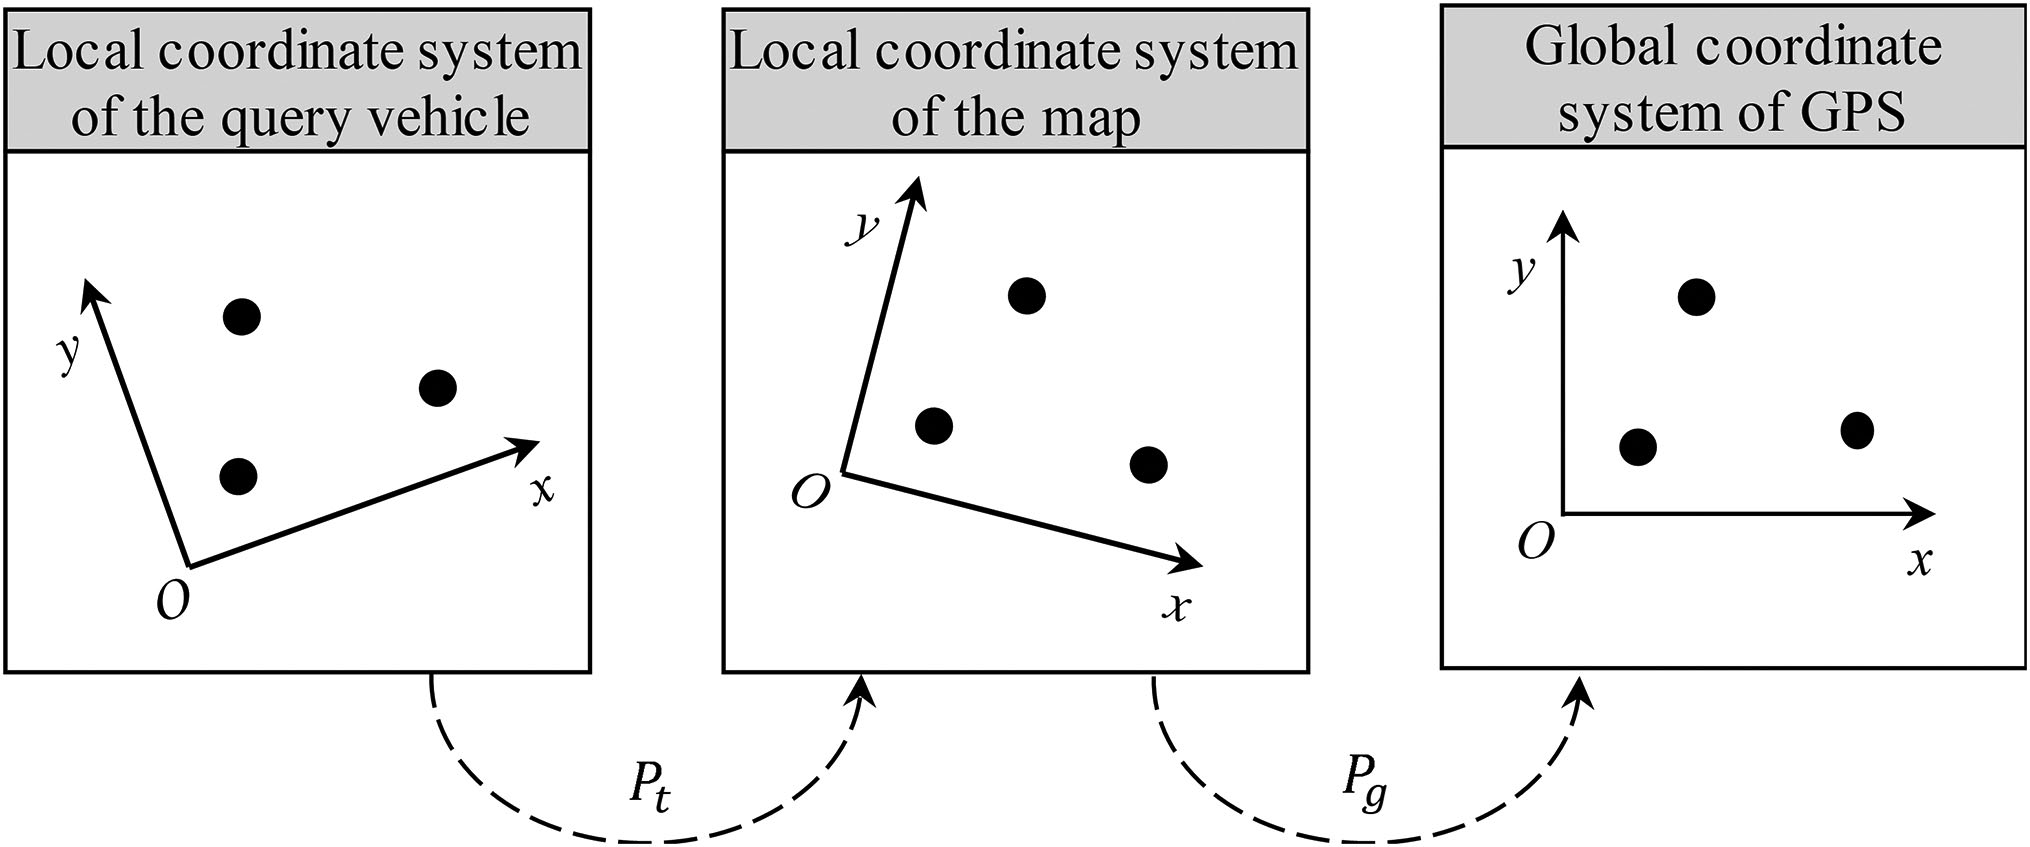 Local coordinate system
of the query vehicle
Local coordinate system
of the map
Global coordinate
system of GPS
y
x
O
y
x
O
y
x
O
P_t
P_g